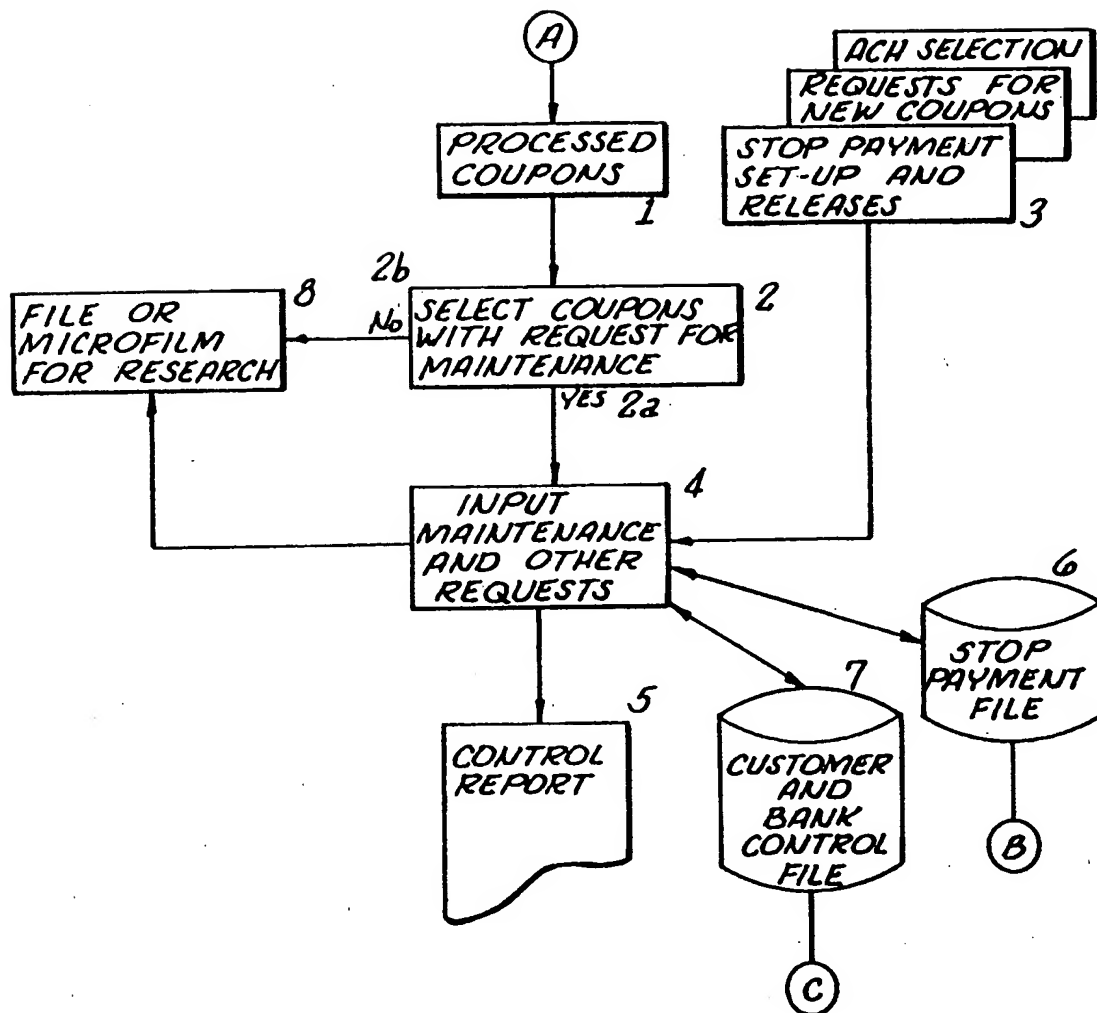 A
ACH SELECTION
REQUESTS FOR
NEW COUPONS
STOP PAYMENT
SET-UP AND
RELEASES
3
PROCESSED
COUPONS
1
2b
8
FILE OR
MICROFILM
FOR RESEARCH
No
SELECT COUPONS
WITH REQUEST FOR
MAINTENANCE
2
YES 2a
4
INPUT
MAINTENANCE
AND OTHER
REQUESTS
6
STOP
PAYMENT
FILE
7
5
CONTROL
REPORT
CUSTOMER
AND
BANK
CONTROL
FILE
B
C